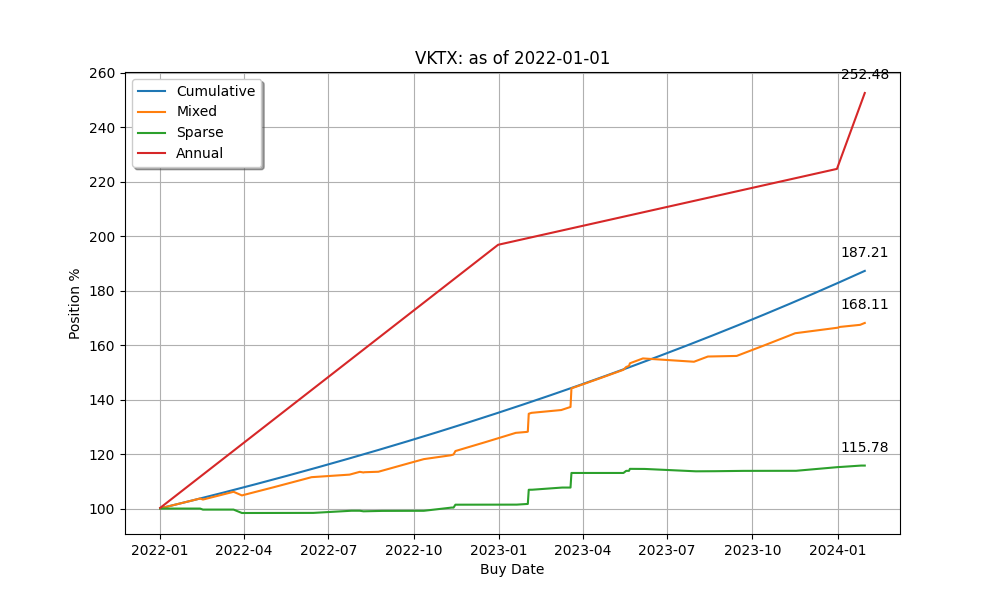 VKTX: as of 2022-01-01
252.48
260
Cumulative
Mixed
Sparse
Annual
240
220
200
187.21
180
168.11
160
140
120
115.78
100
Position %
2022-01 2022-04 2022-07 2022-10 2023-01 2023-04 2023-07 2023-10 2024-01
Buy Date